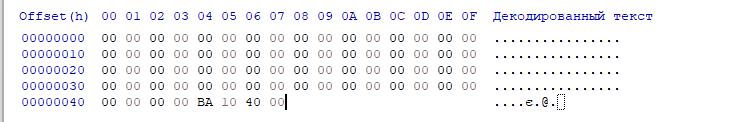 Offset(h) 00 01 02 03 04 05 06 07 08 09 0A 0B 0C 0D 0E 0F Декодированный текст
00000000 00 00 00 00 00 00 00 00 00 00 00 00 00 00 00 00 ................
00000010 00 00 00 00 00 00 00 00 00 00 00 00 00 00 00 00 ................
00000020 00 00 00 00 00 00 00 00 00 00 00 00 00 00 00 00 ................
00000030 00 00 00 00 00 00 00 00 00 00 00 00 00 00 00 00 ................
00000040 00 00 00 00 BA 10 40 00 ....є.@.